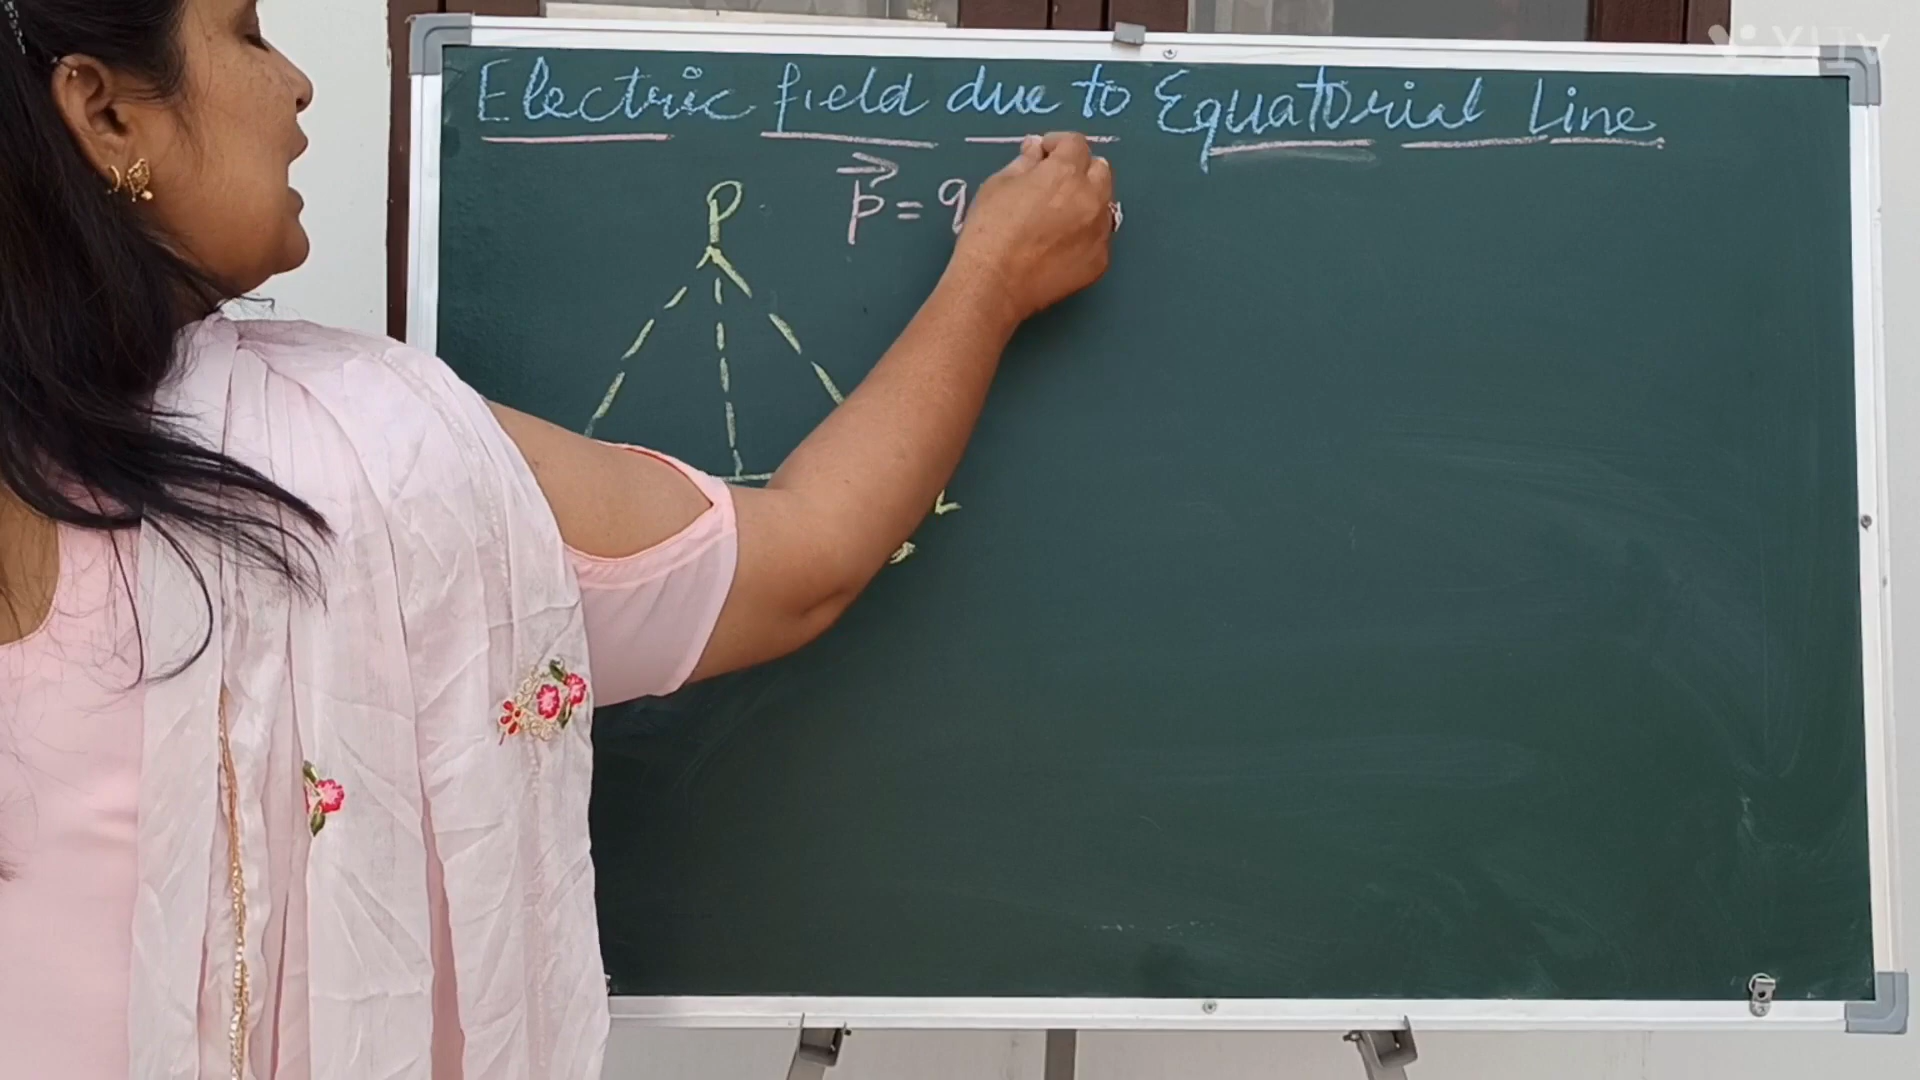 Electric field due to Equatorial Line
P
p⃗ = q